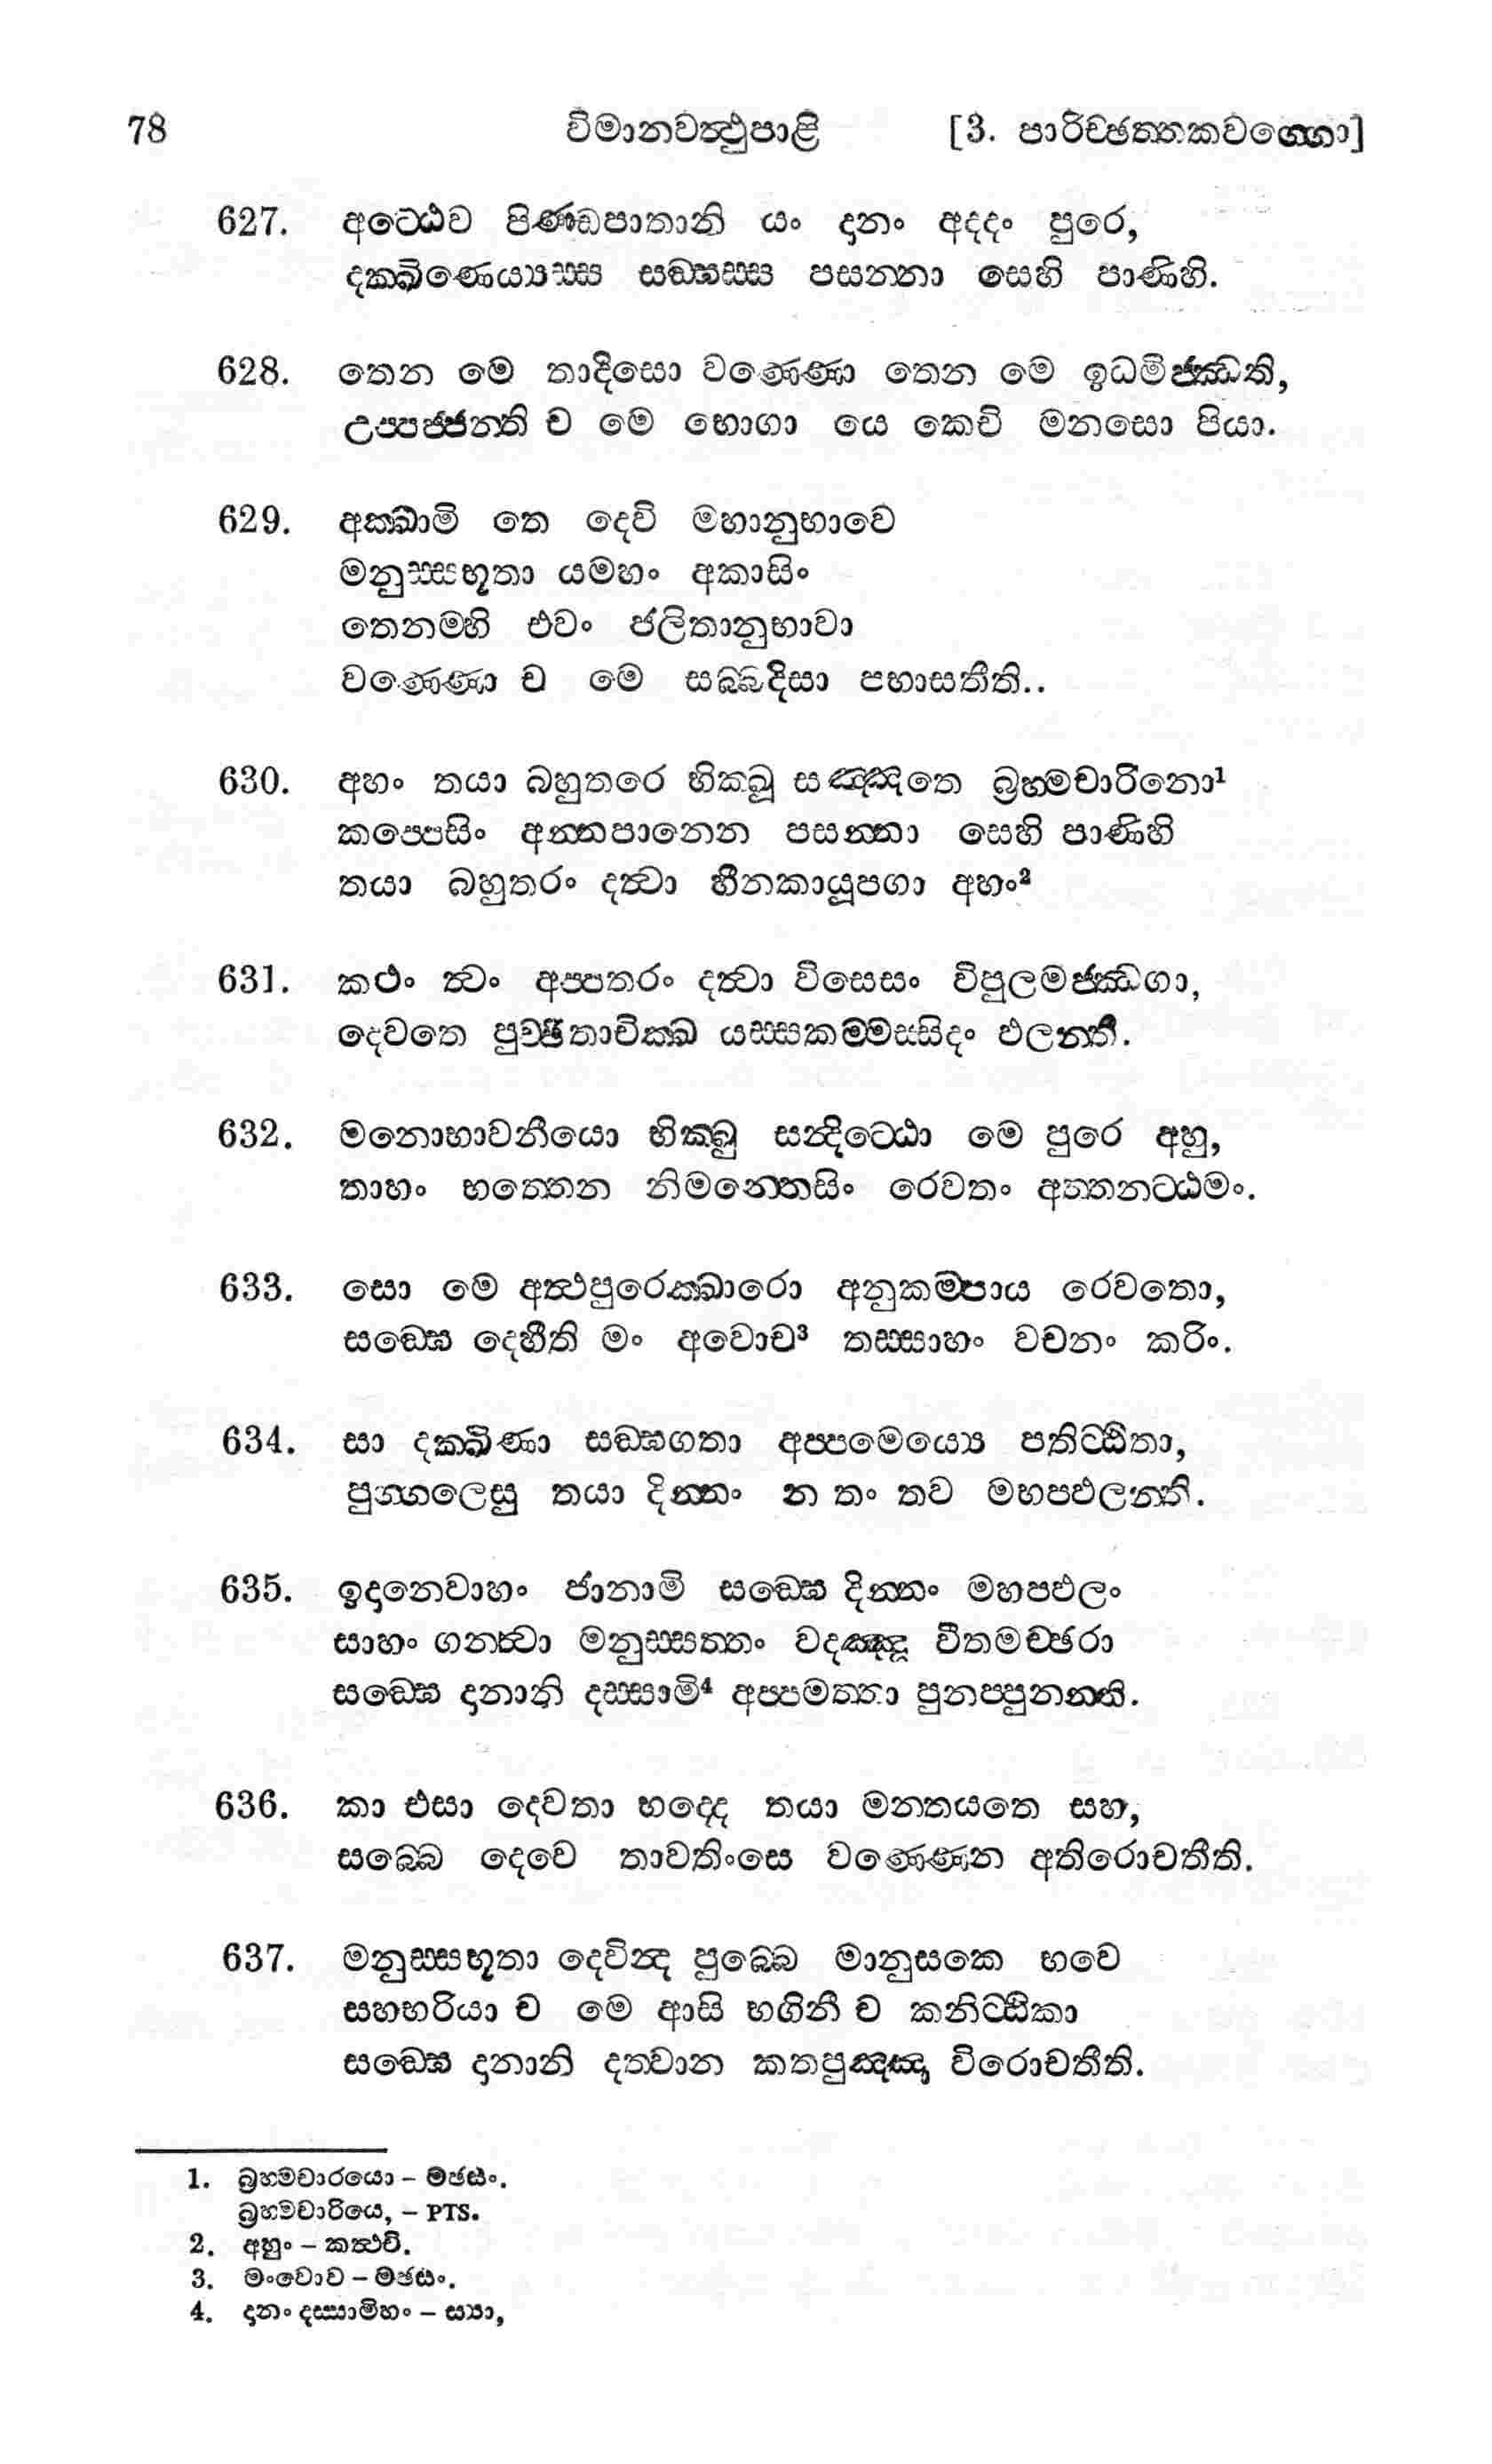 78 විමානවත්ථුපාළි [3. පාරිච්ඡත්තකවග්ගො]
627. අට්ඨෙව පිණ්ඩපාතානි යං දානං අදදං පුරෙ,
දක්ඛිණෙය්‍යස්ස සඞ්ඝස්ස පසන්නා සෙහි පාණිහි.
628. තෙන මෙ තාදිසො වණ්ණො තෙන මෙ ඉධමිජ්ඣති,
උප්පජ්ජන්ති ච මෙ භොගා යෙ කෙචි මනසො පියා.
629. අක්ඛාමි තෙ දෙවි මහානුභාවෙ
මනුස්සභූතා යමහං අකාසිං
තෙනම්හි එවං ජලිතානුභාවා
වණ්ණො ච මෙ සබ්බදිසා පභාසතීති..
630. අහං තයා බහුතරෙ භික්ඛූ සඤ්ඤතෙ බ්‍රහ්මචාරිනො¹
තප්පෙසිං අන්නපානෙන පසන්නා සෙහි පාණිහි
තයා බහුතරං දත්වා හීනකායූපගා අහං²
631. කථං ත්වං අප්පතරං දත්වා විසෙසං විපුලමජ්ඣගා,
දෙවතෙ පුච්ඡිතාචික්ඛ යස්සකම්මස්සිදං ඵලන්ති.
632. මනොභාවනීයො භික්ඛු සන්දිට්ඨො මෙ පුරෙ අහු,
තාහං භත්තෙන නිමන්තෙසිං රෙවතං අත්තනට්ඨමං.
633. සො මෙ අත්ථපුරෙක්ඛාරො අනුකම්පාය රෙවතො,
සඞ්ඝෙ දෙහීති මං අවොච³ තස්සාහං වචනං කරිං.
634. සා දක්ඛිණා සඞ්ඝගතා අප්පමෙය්‍යෙ පතිට්ඨිතා,
පුග්ගලෙසු තයා දින්නං න තං තව මහප්ඵලන්ති.
635. ඉදානෙවාහං ජානාමි සඞ්ඝෙ දින්නං මහප්ඵලං
සාහං ගන්ත්වා මනුස්සත්තං වදඤ්ඤූ වීතමච්ඡරා
සඞ්ඝෙ දානානි දස්සාමි⁴ අප්පමත්තා පුනප්පුනන්ති.
636. කා එසා දෙවතා භද්දෙ තයා මන්තයතෙ සහ,
සබ්බෙ දෙවෙ තාවතිංසෙ වණ්ණෙන අතිරොචතීති.
637. මනුස්සභූතා දෙවින්ද පුබ්බෙ මානුසකෙ භවෙ
සහභරියා ච මෙ ආසි භගිනී ච කනිට්ඨිකා
සඞ්ඝෙ දානානි දත්වාන කතපුඤ්ඤා විරොචතීති.
1. බ්‍රහ්මචාරයො – මඡසං.
බ්‍රහ්මචාරියෙ, – PTS.
2. අහුං – කත්ථචි.
3. මංවොච – මඡසං.
4. දානං දස්සාමිහං – ස්‍යා,